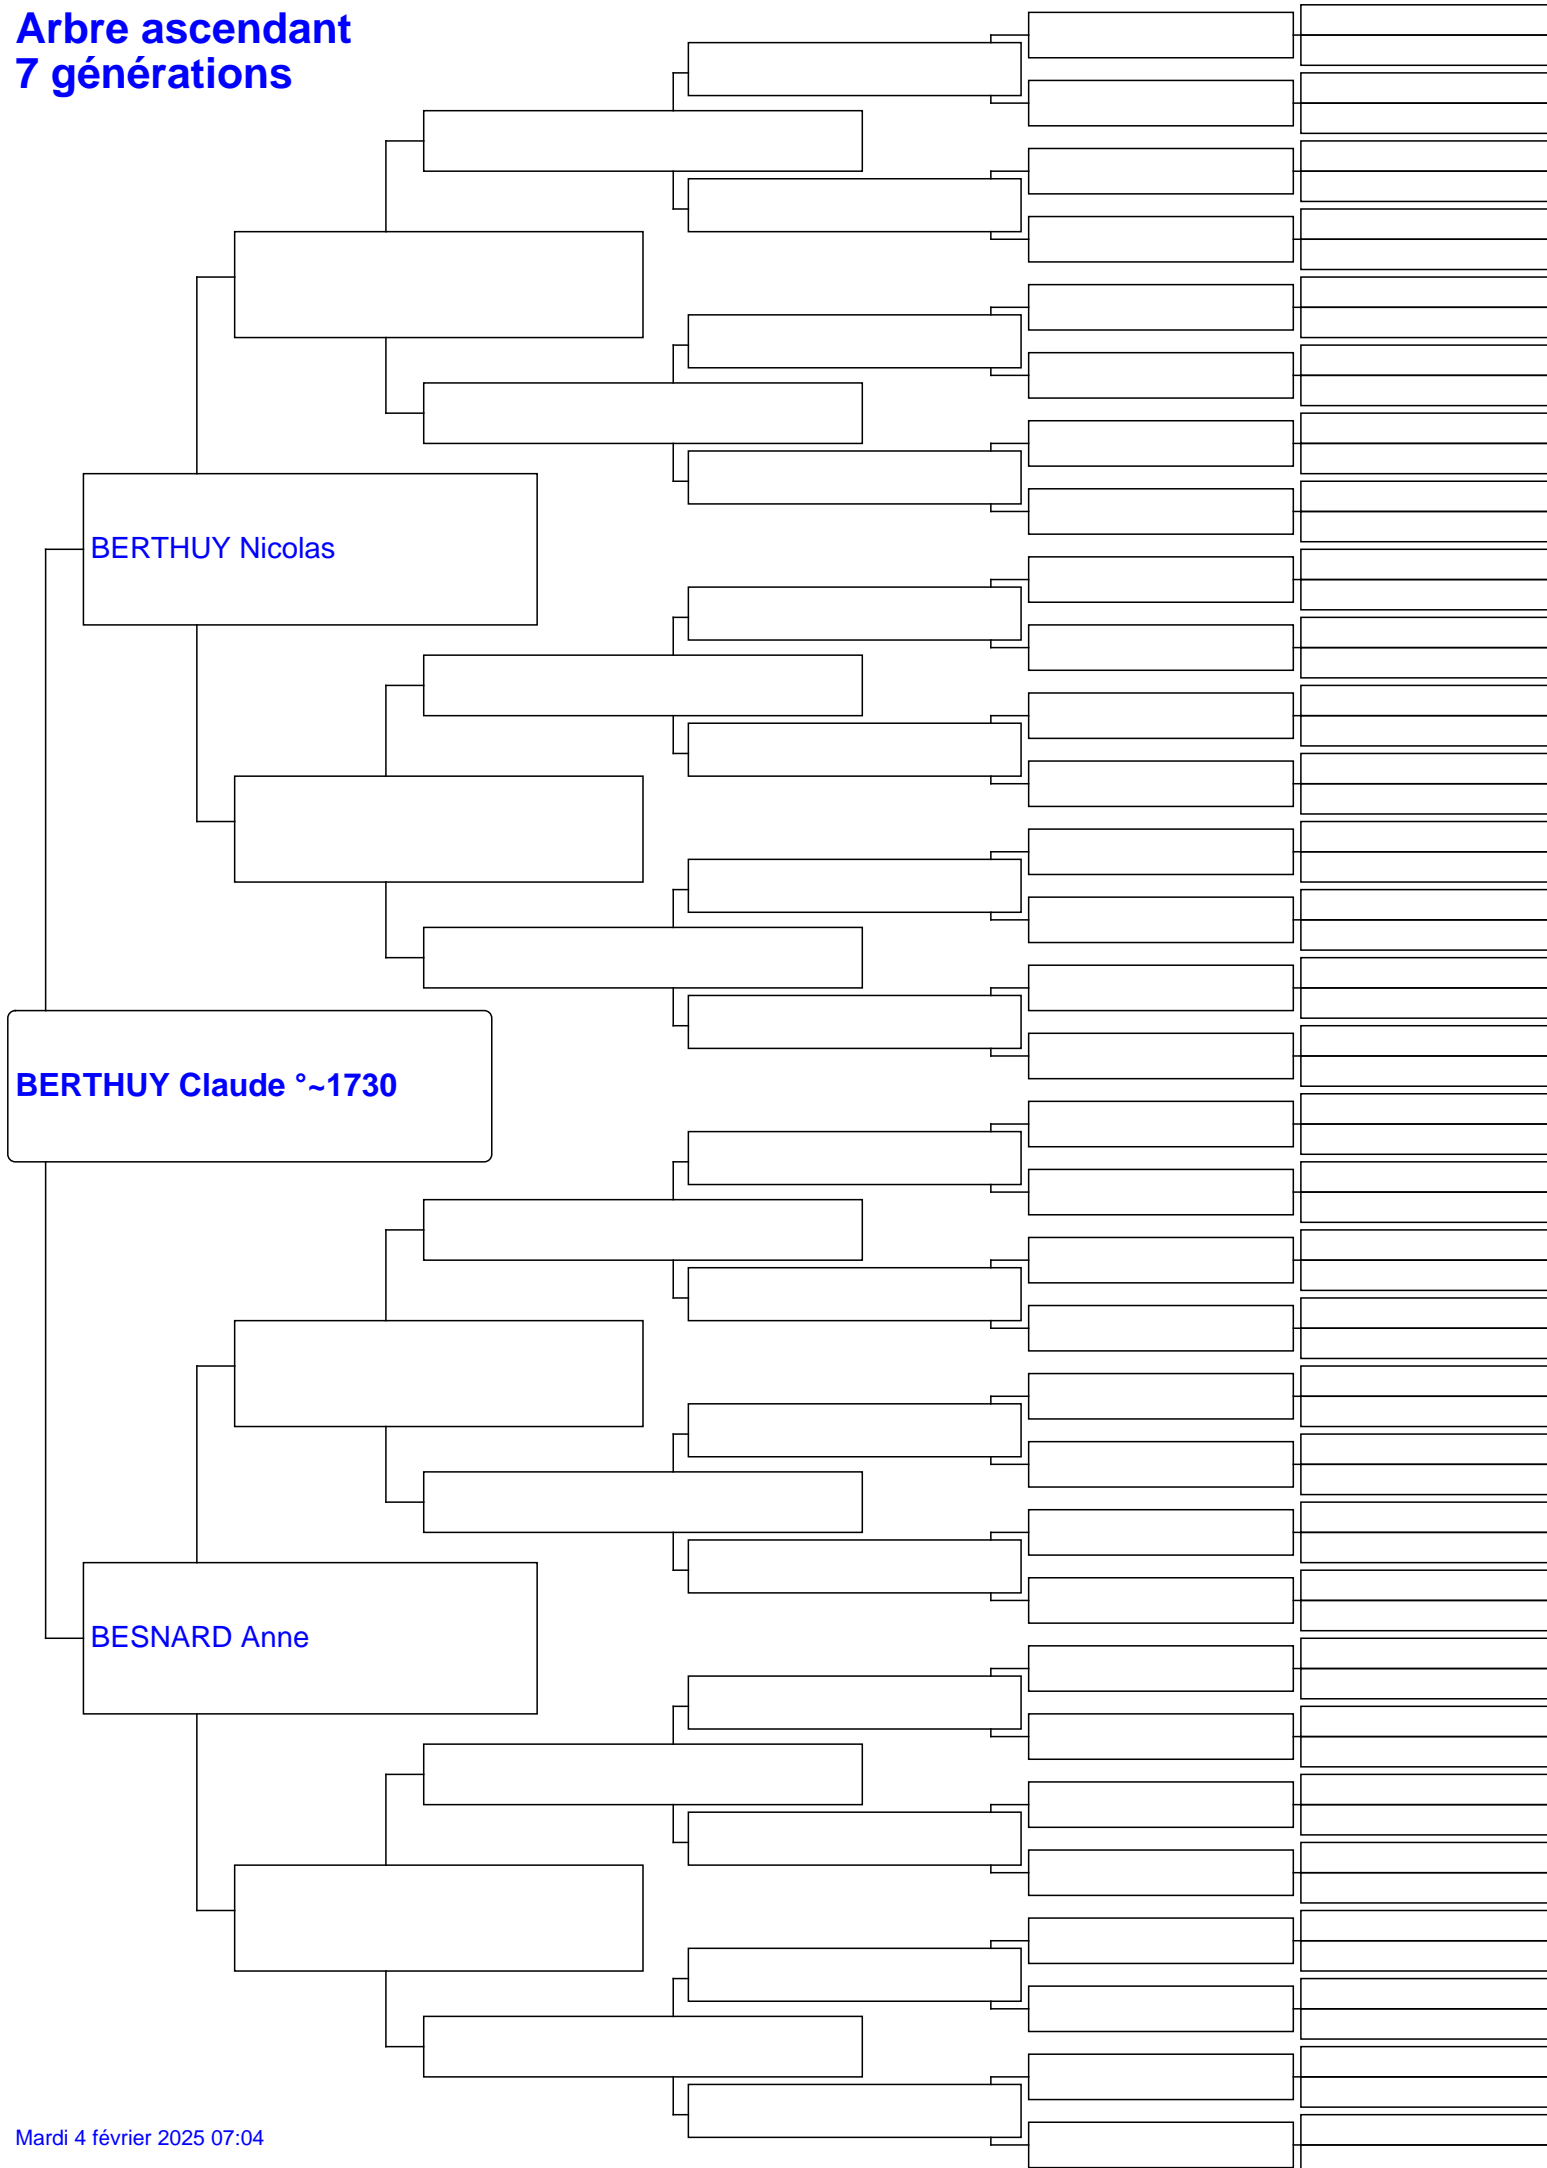 Arbre ascendant
7 générations
BERTHUY Nicolas
BERTHUY Claude °~1730
BESNARD Anne
Mardi 4 février 2025 07:04